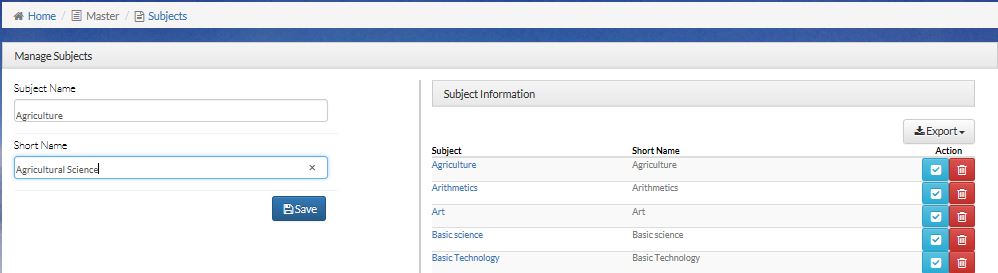 Home / Master / Subjects
Manage Subjects
Subject Name
Agriculture
Short Name
Agricultural Science ×
Save
Subject Information
Export
Subject Short Name Action
Agriculture Agriculture
Arithmetics Arithmetics
Art Art
Basic science Basic science
Basic Technology Basic Technology